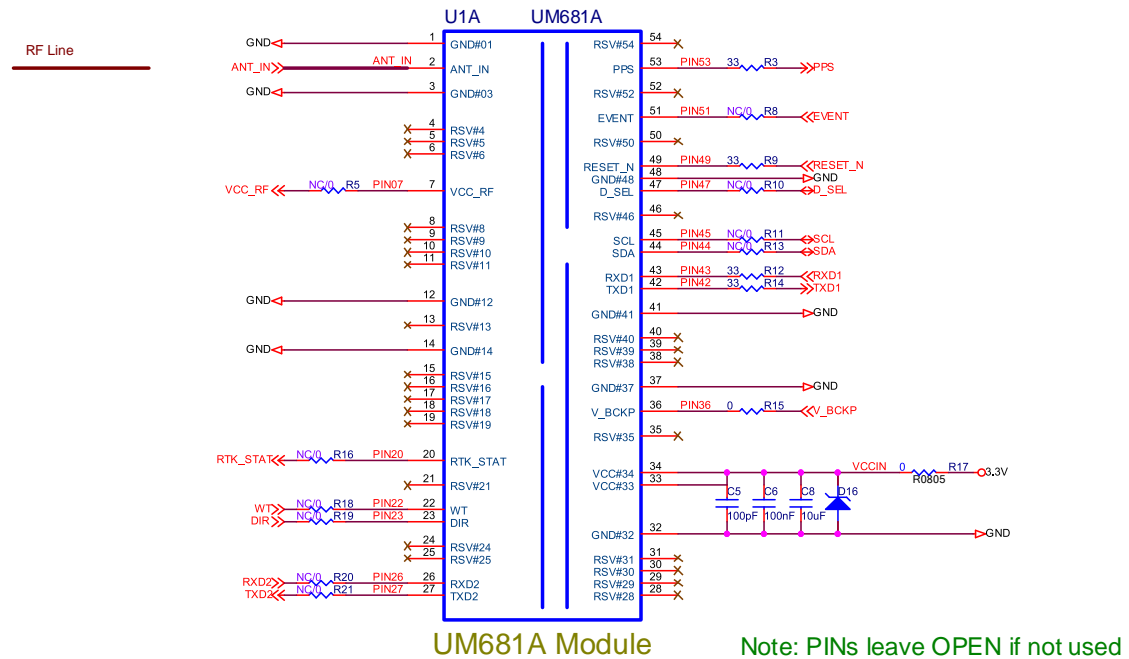 U1A UM681A
RF Line
GND 1 GND#01
ANT_IN ANT_IN 2 ANT_IN
GND 3 GND#03
4 RSV#4
5 RSV#5
6 RSV#6
VCC_RF NC/0 R5 PIN07 7 VCC_RF
8 RSV#8
9 RSV#9
10 RSV#10
11 RSV#11
GND 12 GND#12
13 RSV#13
GND 14 GND#14
15 RSV#15
16 RSV#16
17 RSV#17
18 RSV#18
19 RSV#19
RTK_STAT NC/0 R16 PIN20 20 RTK_STAT
21 RSV#21
WT NC/0 R18 PIN22 22 WT
DIR NC/0 R19 PIN23 23 DIR
24 RSV#24
25 RSV#25
RXD2 NC/0 R20 PIN26 26 RXD2
TXD2 NC/0 R21 PIN27 27 TXD2
RSV#54 54
PPS 53 PIN53 33 R3 PPS
RSV#52 52
EVENT 51 PIN51 NC/0 R8 EVENT
RSV#50 50
RESET_N 49 PIN49 33 R9 RESET_N
GND#48 48 GND
D_SEL 47 PIN47 NC/0 R10 D_SEL
RSV#46 46
SCL 45 PIN45 NC/0 R11 SCL
SDA 44 PIN44 NC/0 R13 SDA
RXD1 43 PIN43 33 R12 RXD1
TXD1 42 PIN42 33 R14 TXD1
GND#41 41 GND
RSV#40 40
RSV#39 39
RSV#38 38
GND#37 37 GND
V_BCKP 36 PIN36 0 R15 V_BCKP
RSV#35 35
VCC#34 34 VCCIN 0 R17 3.3V
R0805
VCC#33 33
C5 C6 C8 D16
100pF 100nF 10uF
GND#32 32 GND
RSV#31 31
RSV#30 30
RSV#29 29
RSV#28 28
UM681A Module
Note: PINs leave OPEN if not used